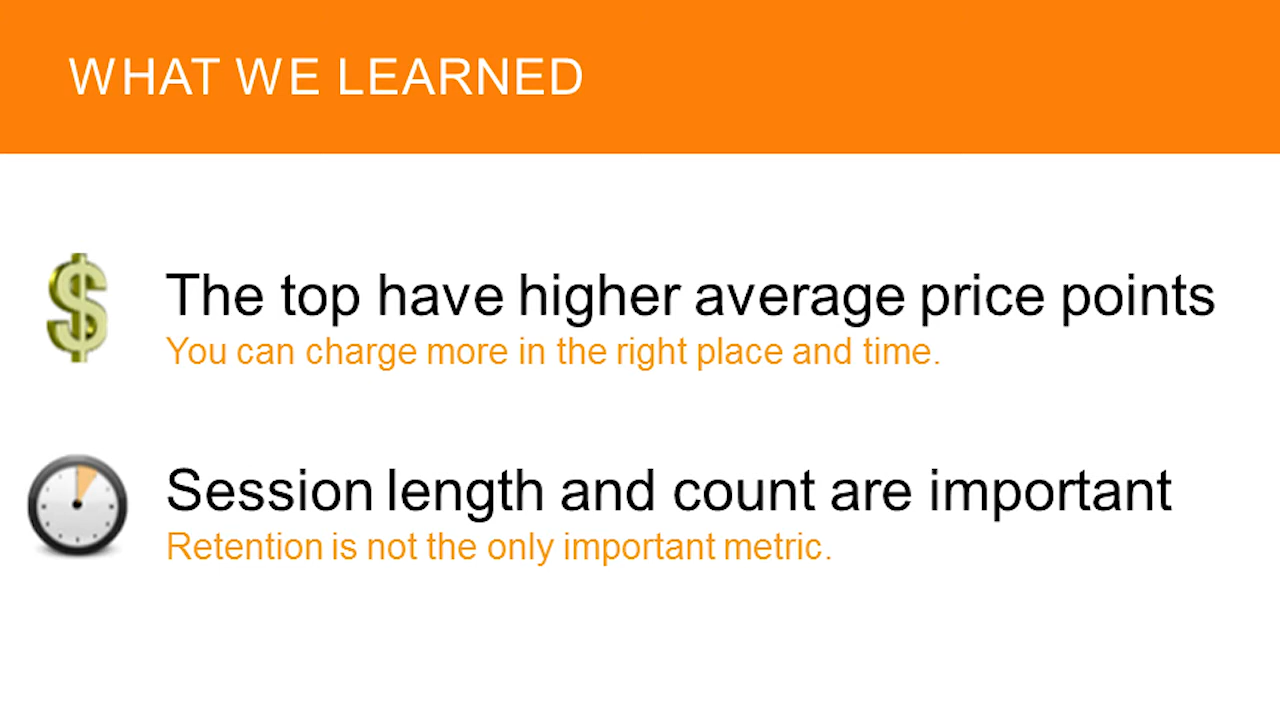 WHAT WE LEARNED
$
The top have higher average price points
You can charge more in the right place and time.
Session length and count are important
Retention is not the only important metric.